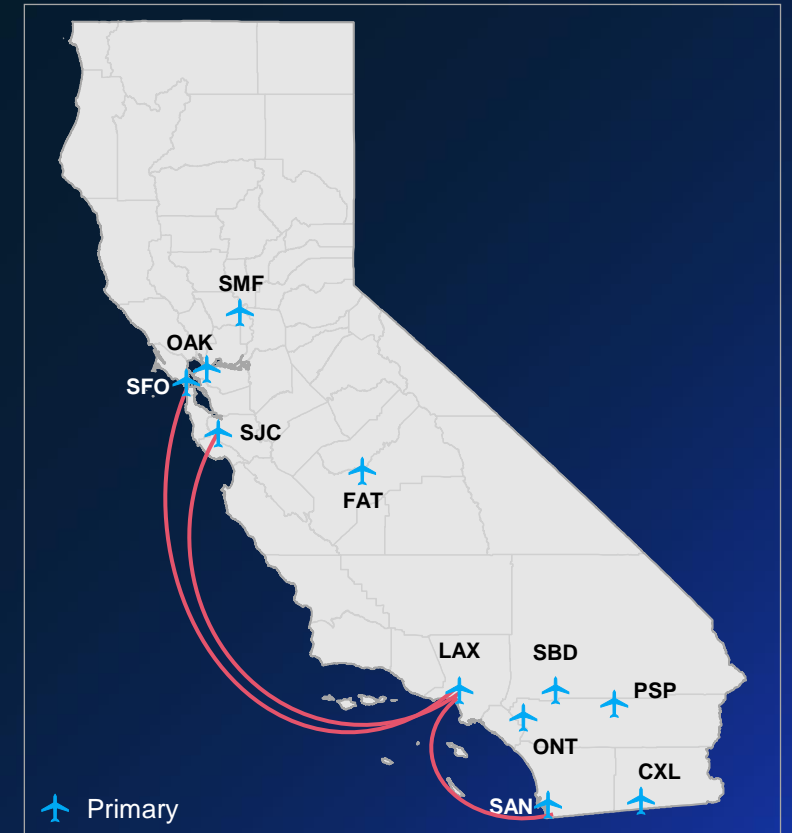 SMF
OAK
SFO
SJC
FAT
LAX
SBD
PSP
ONT
CXL
SAN
Primary